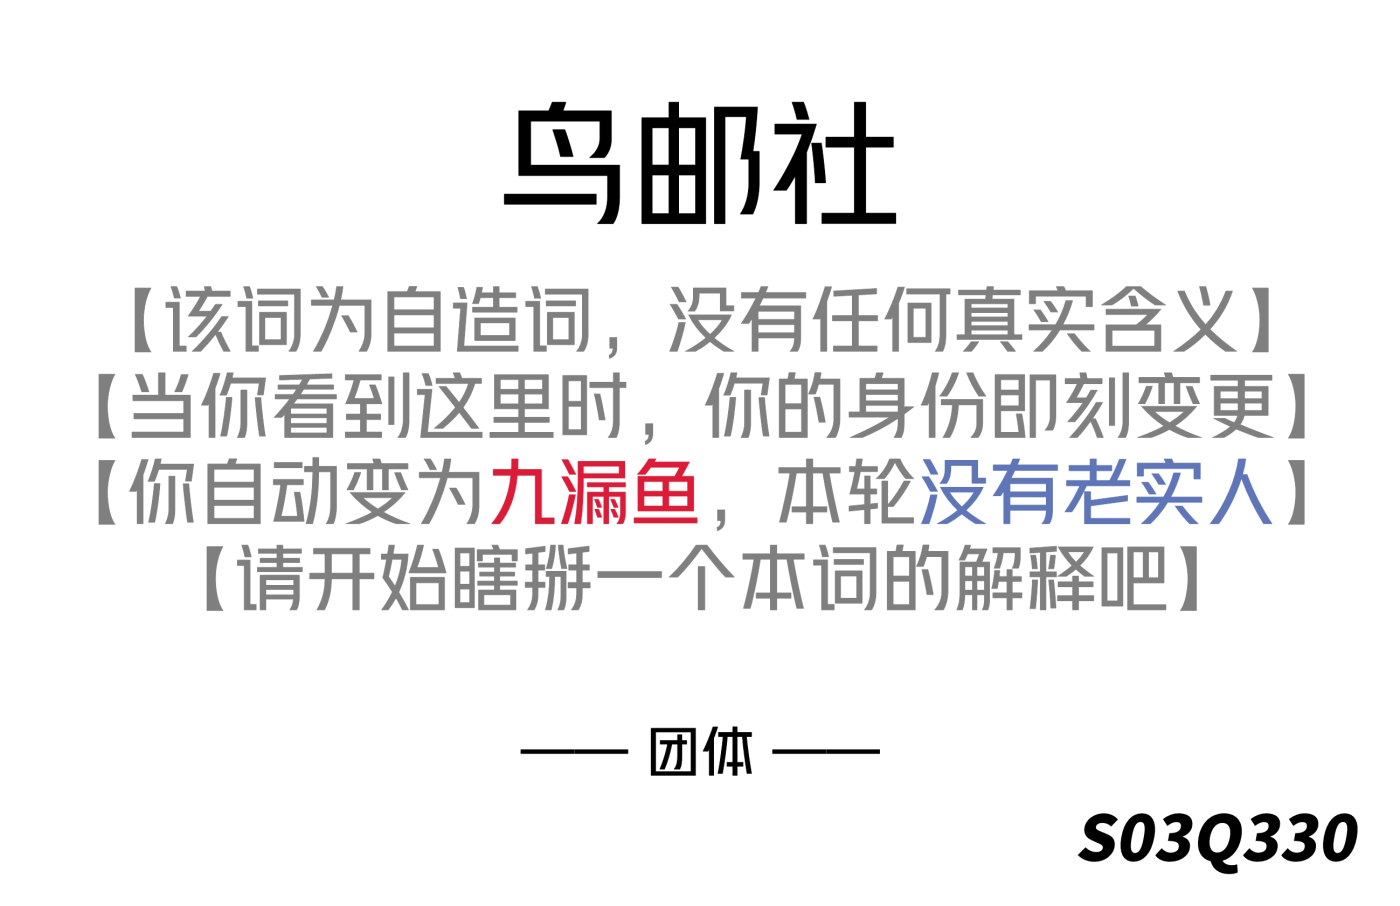 鸟邮社
【该词为自造词，没有任何真实含义】
【当你看到这里时，你的身份即刻变更】
【你自动变为九漏鱼，本轮没有老实人】
【请开始瞎掰一个本词的解释吧】
—— 团体 ——
S03Q330